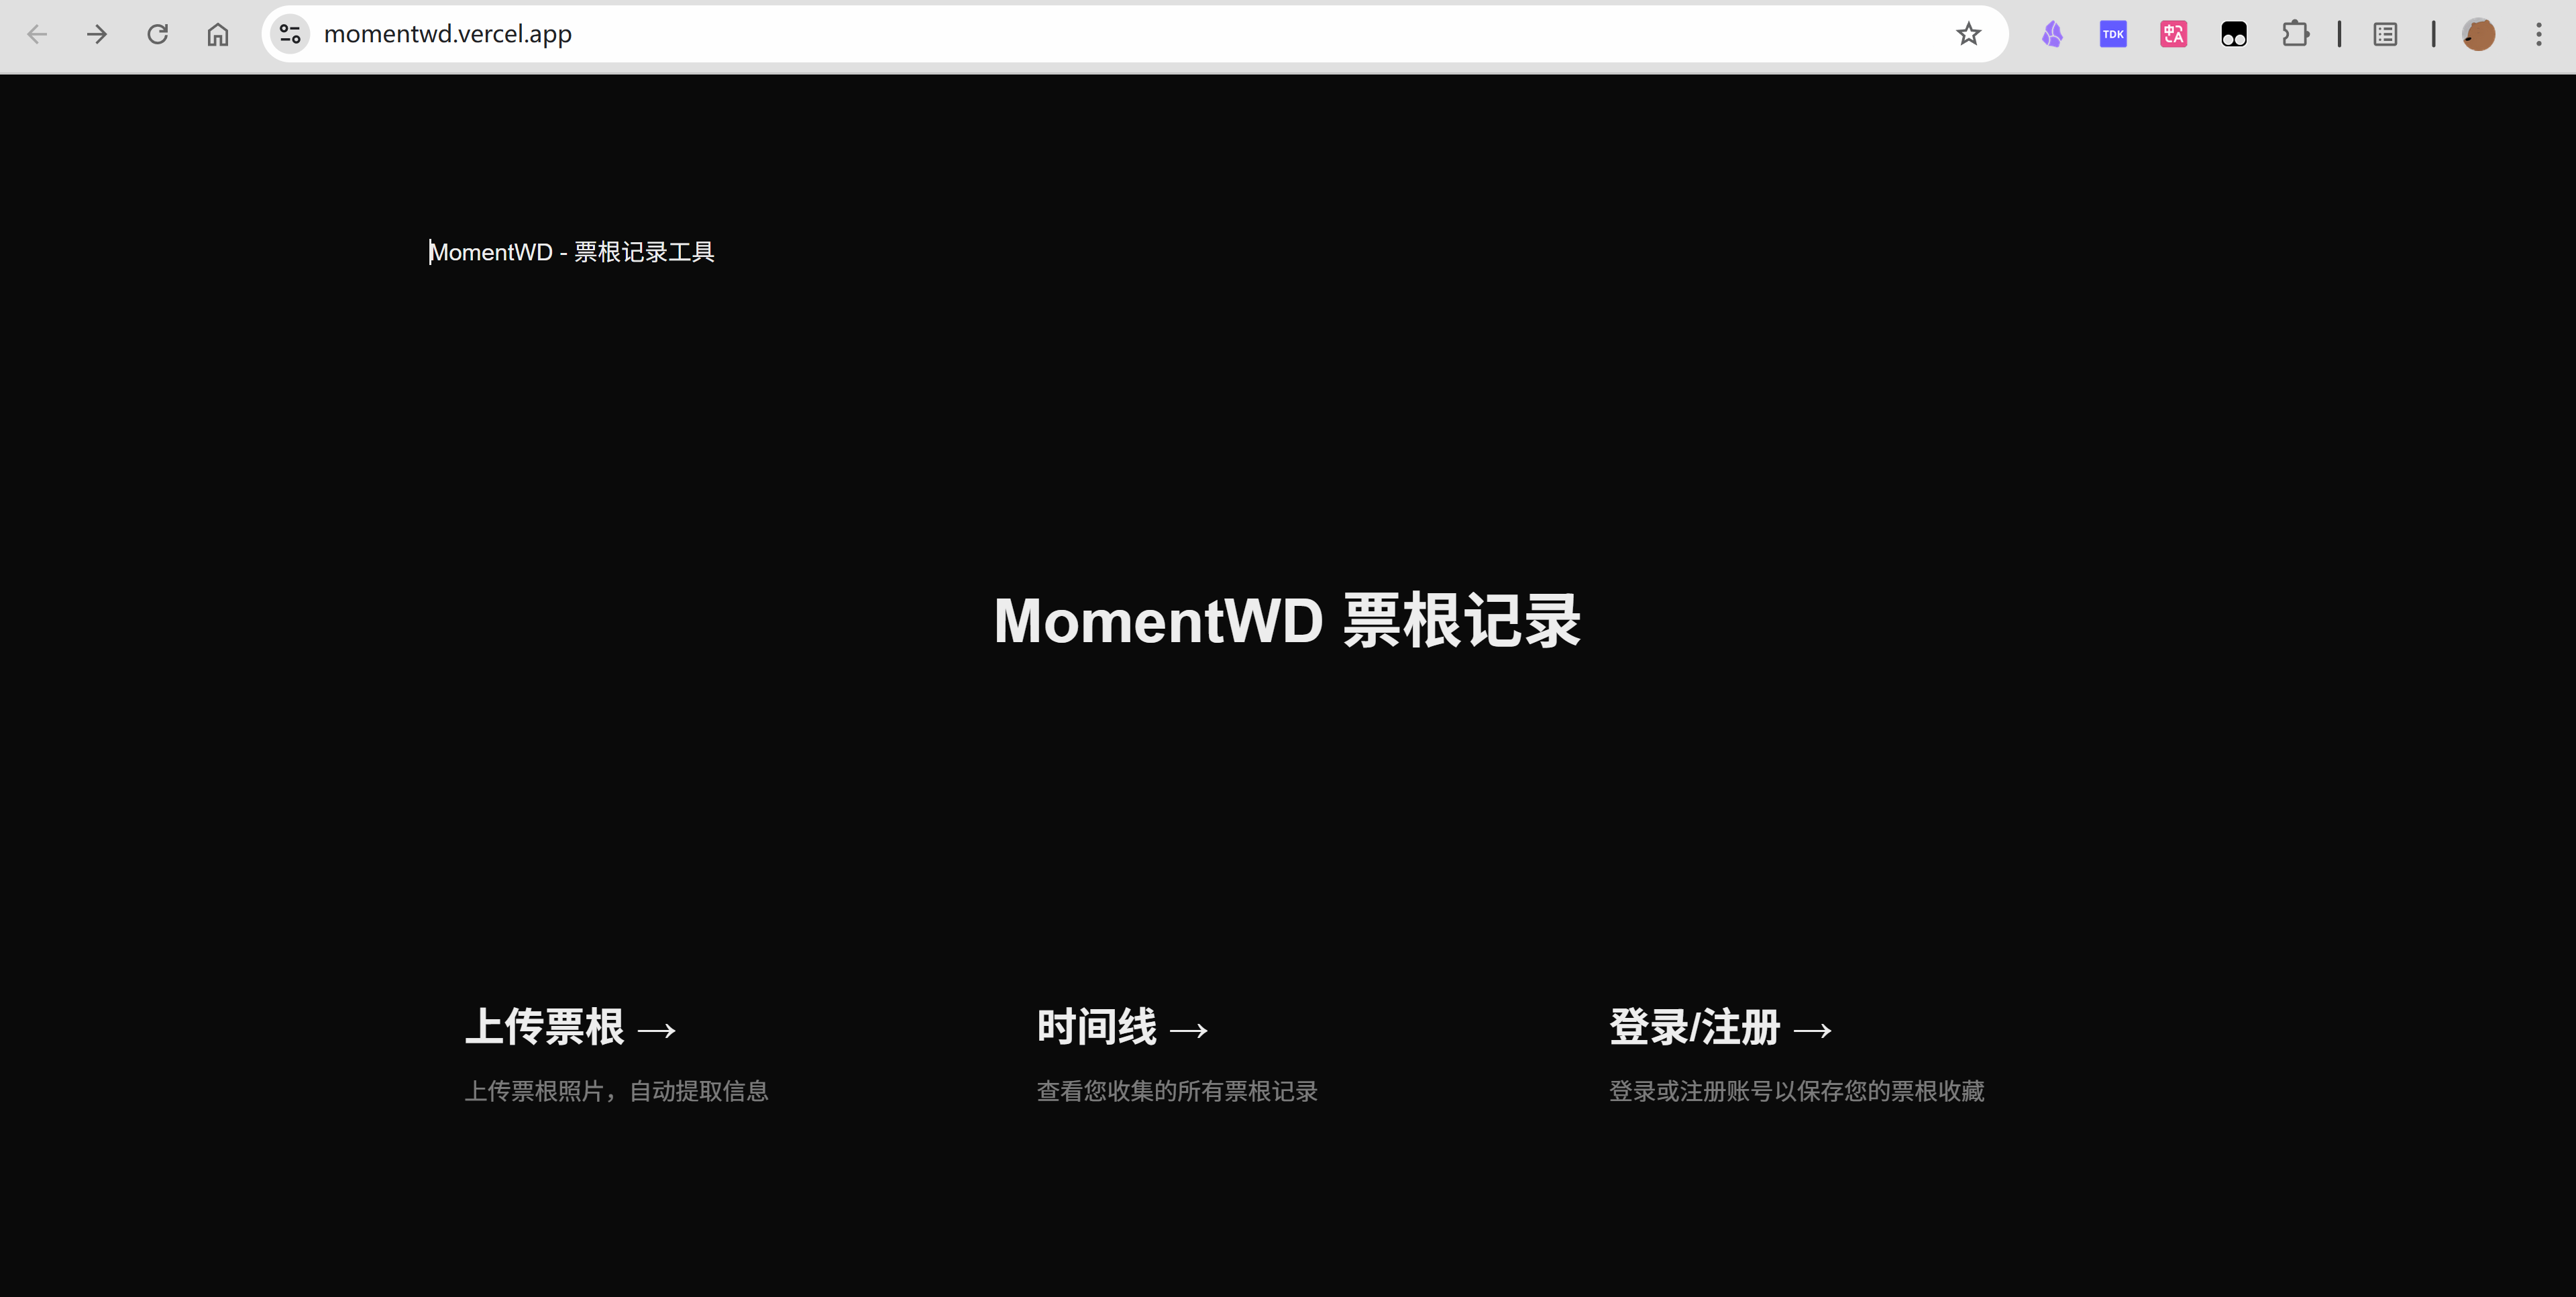 momentwd.vercel.app
TDK
中A
MomentWD - 票根记录工具
MomentWD 票根记录
上传票根 →
上传票根照片，自动提取信息
时间线 →
查看您收集的所有票根记录
登录/注册 →
登录或注册账号以保存您的票根收藏